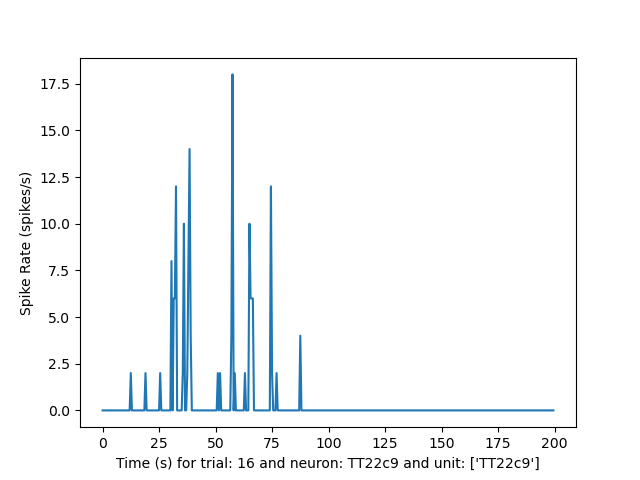 17.5
15.0
12.5
10.0
7.5
5.0
2.5
0.0
Spike Rate (spikes/s)
0 25 50 75 100 125 150 175 200
Time (s) for trial: 16 and neuron: TT22c9 and unit: ['TT22c9']